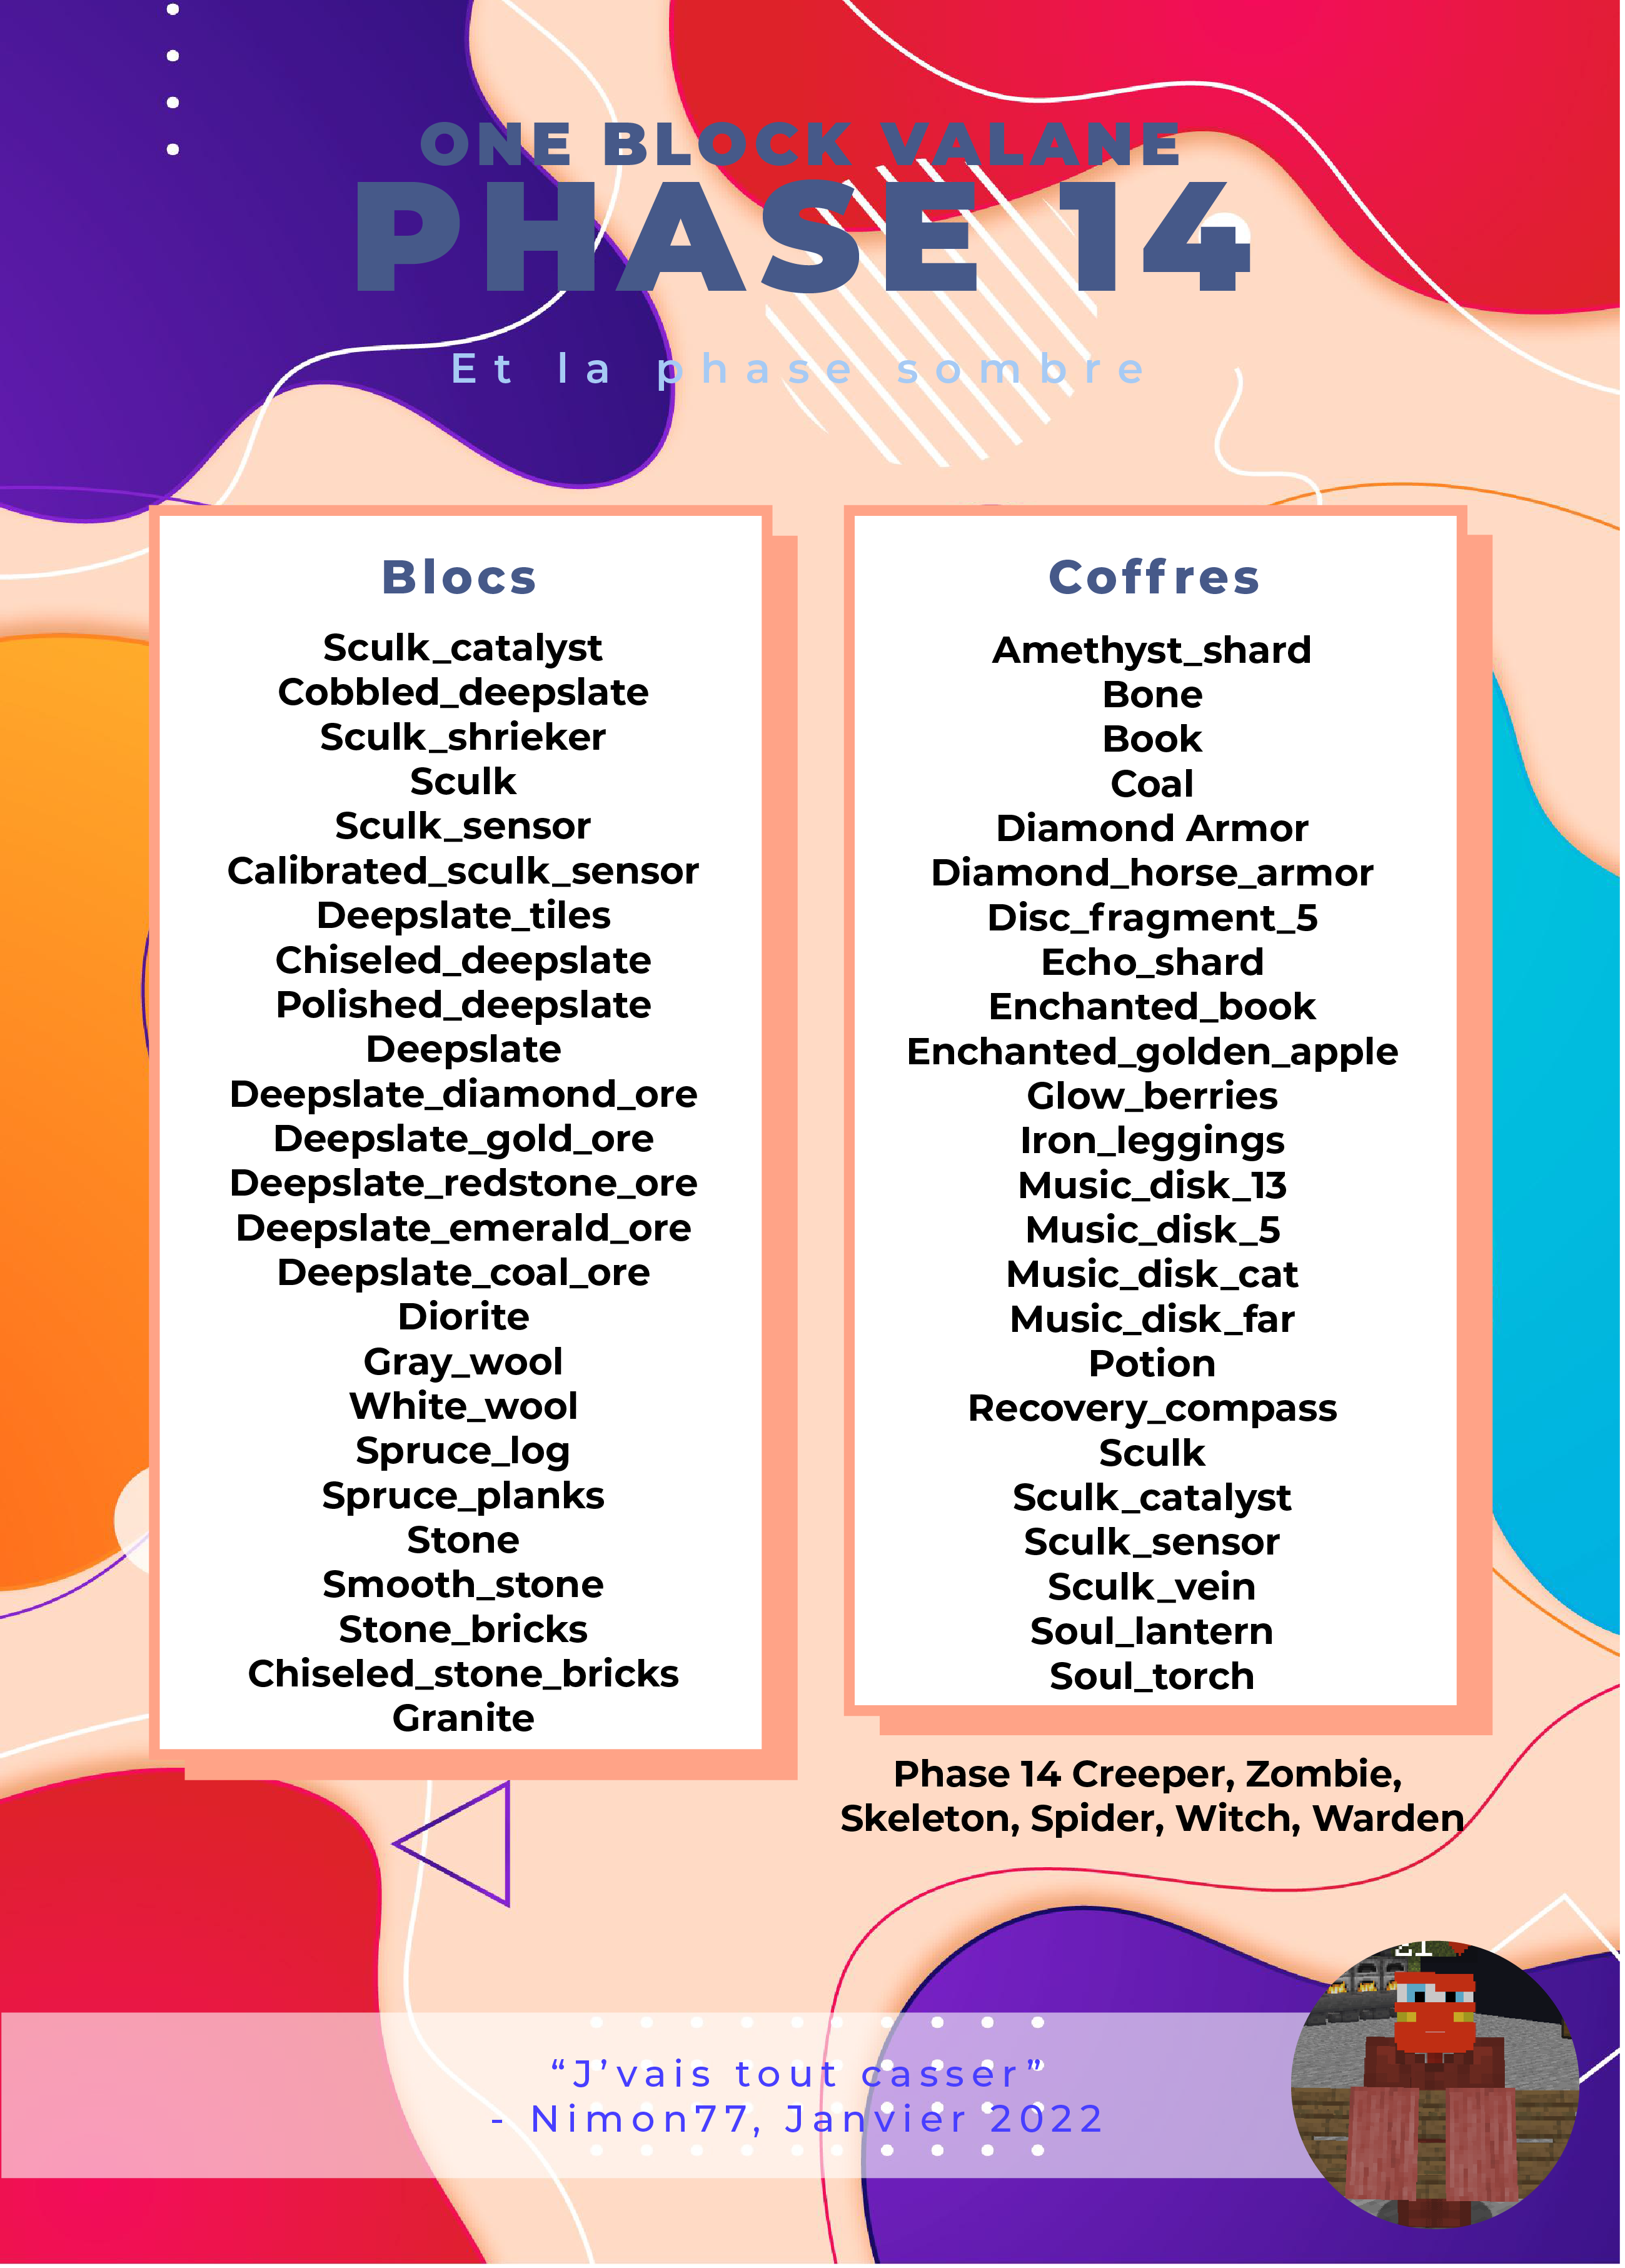 ONE BLOCK VALANE
PHASE 14
Et la phase sombre
Blocs
Sculk_catalyst
Cobbled_deepslate
Sculk_shrieker
Sculk
Sculk_sensor
Calibrated_sculk_sensor
Deepslate_tiles
Chiseled_deepslate
Polished_deepslate
Deepslate
Deepslate_diamond_ore
Deepslate_gold_ore
Deepslate_redstone_ore
Deepslate_emerald_ore
Deepslate_coal_ore
Diorite
Gray_wool
White_wool
Spruce_log
Spruce_planks
Stone
Smooth_stone
Stone_bricks
Chiseled_stone_bricks
Granite
Coffres
Amethyst_shard
Bone
Book
Coal
Diamond Armor
Diamond_horse_armor
Disc_fragment_5
Echo_shard
Enchanted_book
Enchanted_golden_apple
Glow_berries
Iron_leggings
Music_disk_13
Music_disk_5
Music_disk_cat
Music_disk_far
Potion
Recovery_compass
Sculk
Sculk_catalyst
Sculk_sensor
Sculk_vein
Soul_lantern
Soul_torch
Phase 14 Creeper, Zombie,
Skeleton, Spider, Witch, Warden
“J’vais tout casser”
- Nimon77, Janvier 2022